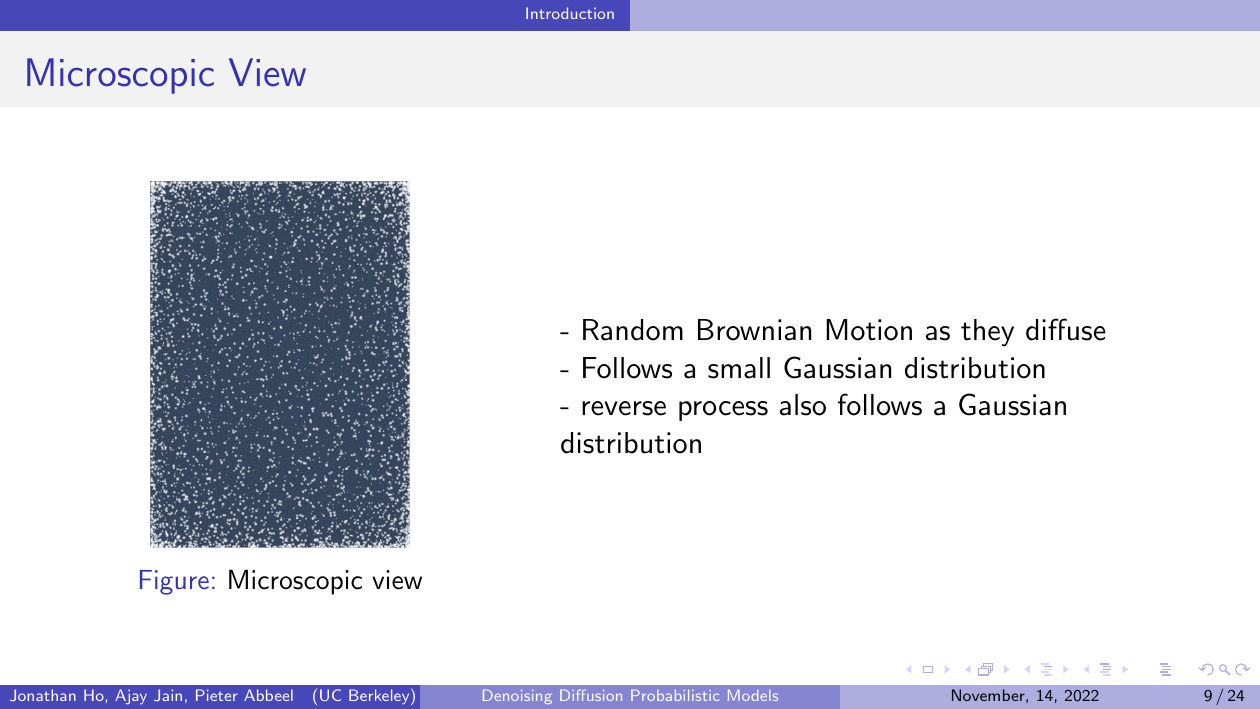 Introduction
Microscopic View
- Random Brownian Motion as they diffuse
- Follows a small Gaussian distribution
- reverse process also follows a Gaussian
distribution
Figure: Microscopic view
Jonathan Ho, Ajay Jain, Pieter Abbeel (UC Berkeley)
Denoising Diffusion Probabilistic Models
November, 14, 2022
9 / 24